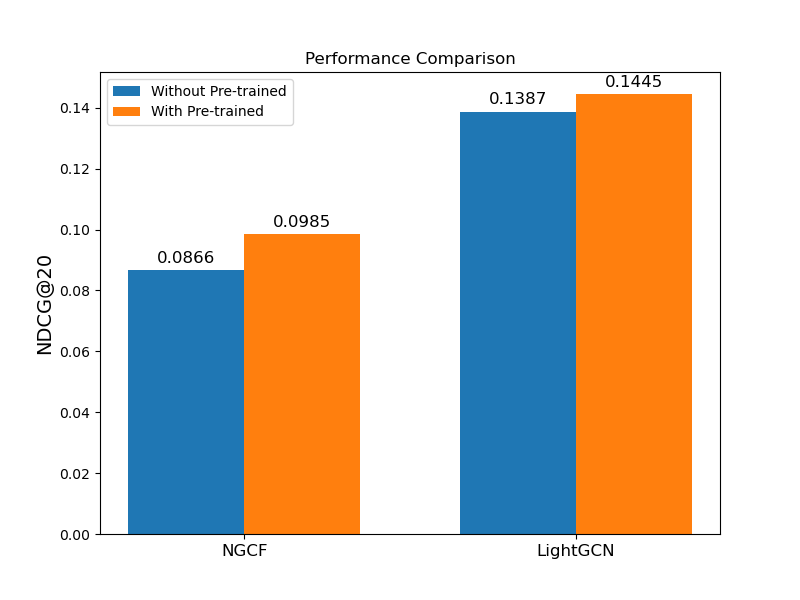 Performance Comparison
Without Pre-trained
With Pre-trained
0.0866
0.0985
0.1387
0.1445
NDCG@20
0.14
0.12
0.10
0.08
0.06
0.04
0.02
0.00
NGCF
LightGCN